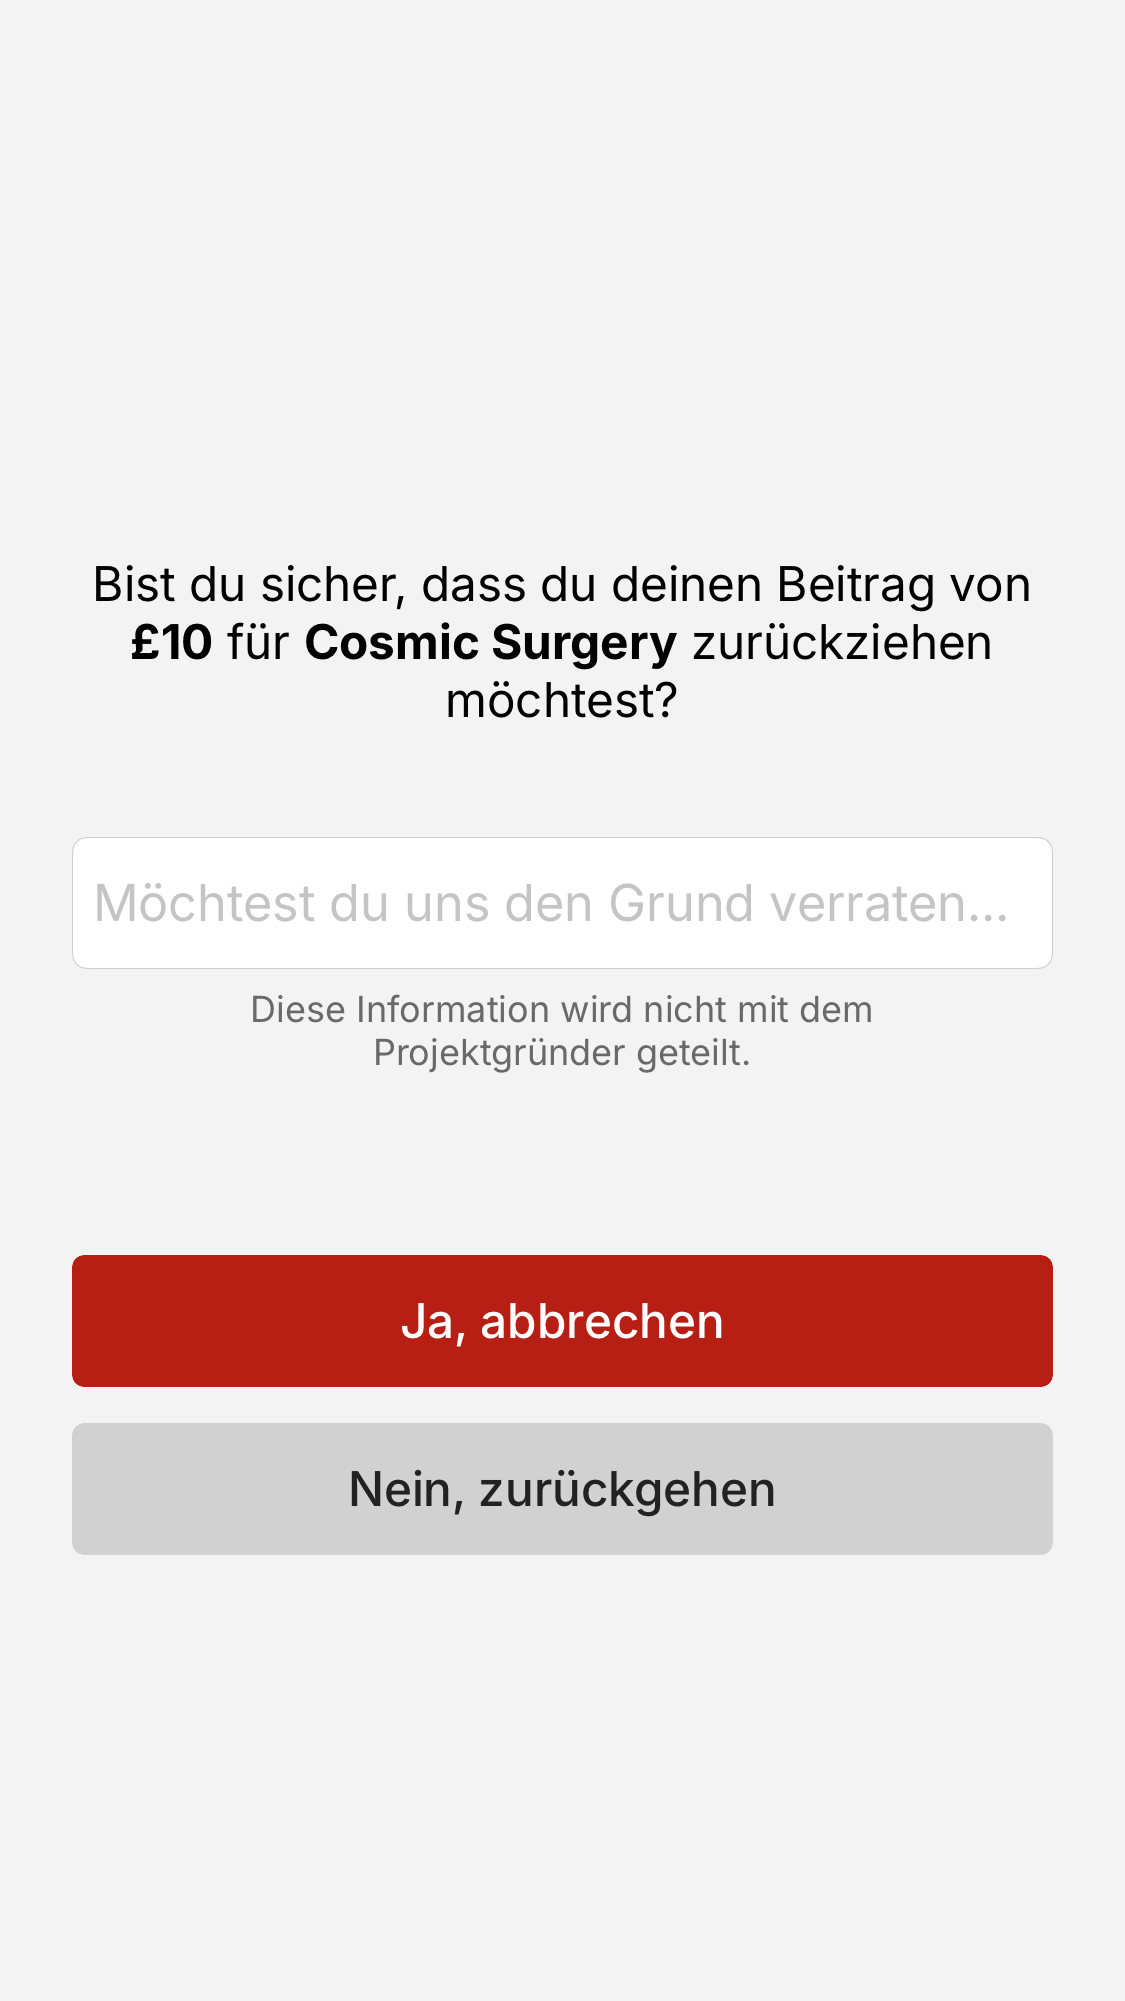 Bist du sicher, dass du deinen Beitrag von
£10 für Cosmic Surgery zurückziehen
möchtest?
Möchtest du uns den Grund verraten...
Diese Information wird nicht mit dem
Projektgründer geteilt.
Ja, abbrechen
Nein, zurückgehen